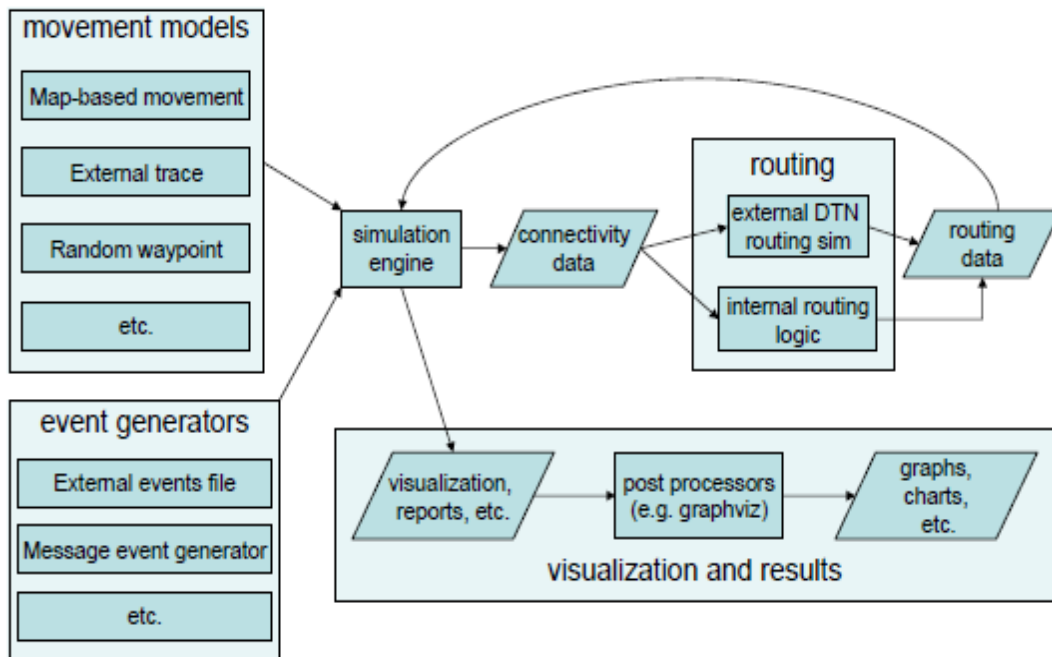 movement models
Map-based movement
External trace
Random waypoint
etc.
event generators
External events file
Message event generator
etc.
simulation
engine
connectivity
data
routing
external DTN
routing sim
internal routing
logic
routing
data
visualization,
reports, etc.
post processors
(e.g. graphviz)
graphs,
charts,
etc.
visualization and results